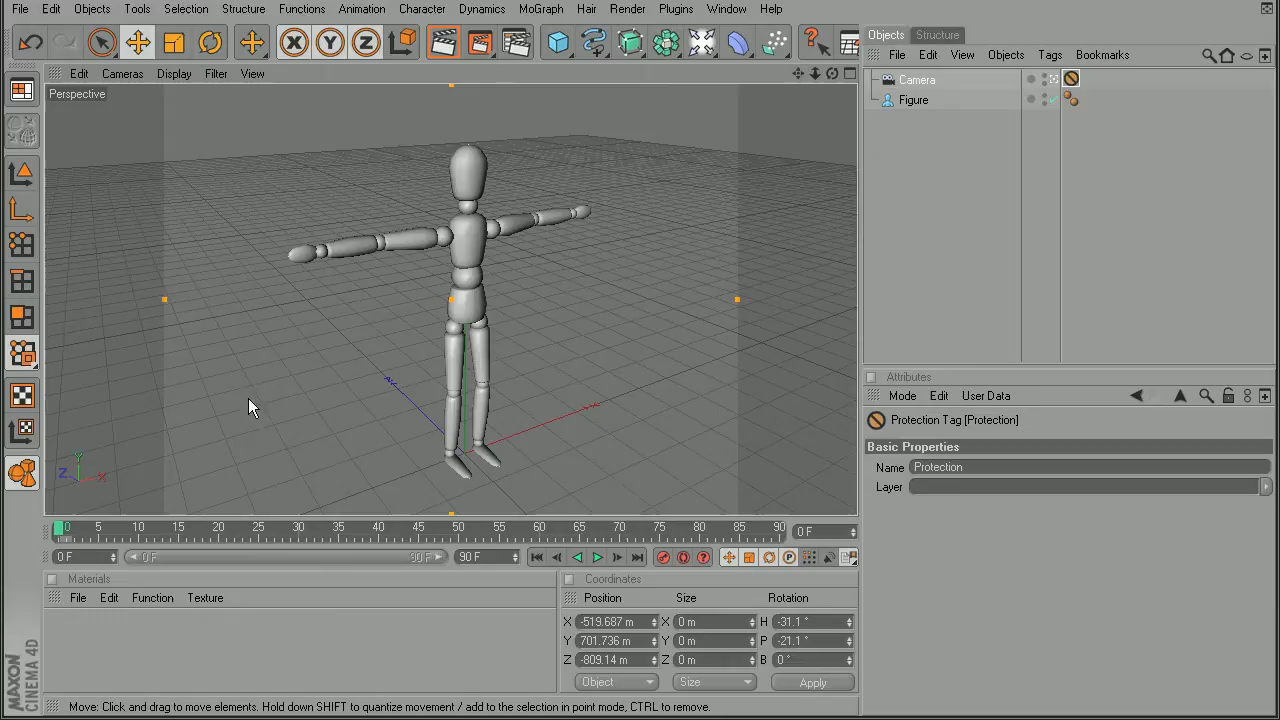 File Edit Objects Tools Selection Structure Functions Animation Character Dynamics MoGraph Hair Render Plugins Window Help
X Y Z
Edit Cameras Display Filter View
Perspective
Y
Z X
0 5 10 15 20 25 30 35 40 45 50 55 60 65 70 75 80 85 90 0 F
0 F 0 F 90 F 90 F
Materials
File Edit Function Texture
Coordinates
Position Size Rotation
X -519.687 m X 0 m H -31.1 °
Y 701.736 m Y 0 m P -21.1 °
Z -809.14 m Z 0 m B 0 °
Object Size Apply
Move: Click and drag to move elements. Hold down SHIFT to quantize movement / add to the selection in point mode, CTRL to remove.
MAXON
CINEMA 4D
Objects Structure
File Edit View Objects Tags Bookmarks
Camera
Figure
Attributes
Mode Edit User Data
Protection Tag [Protection]
Basic Properties
Name Protection
Layer